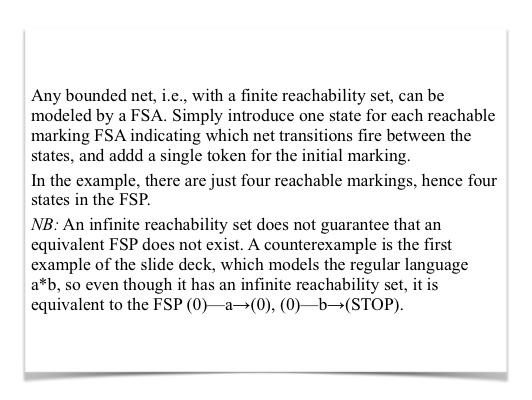 Any bounded net, i.e., with a finite reachability set, can be
modeled by a FSA. Simply introduce one state for each reachable
marking FSA indicating which net transitions fire between the
states, and addd a single token for the initial marking.
In the example, there are just four reachable markings, hence four
states in the FSP.
NB: An infinite reachability set does not guarantee that an
equivalent FSP does not exist. A counterexample is the first
example of the slide deck, which models the regular language
a*b, so even though it has an infinite reachability set, it is
equivalent to the FSP (0)—a→(0), (0)—b→(STOP).